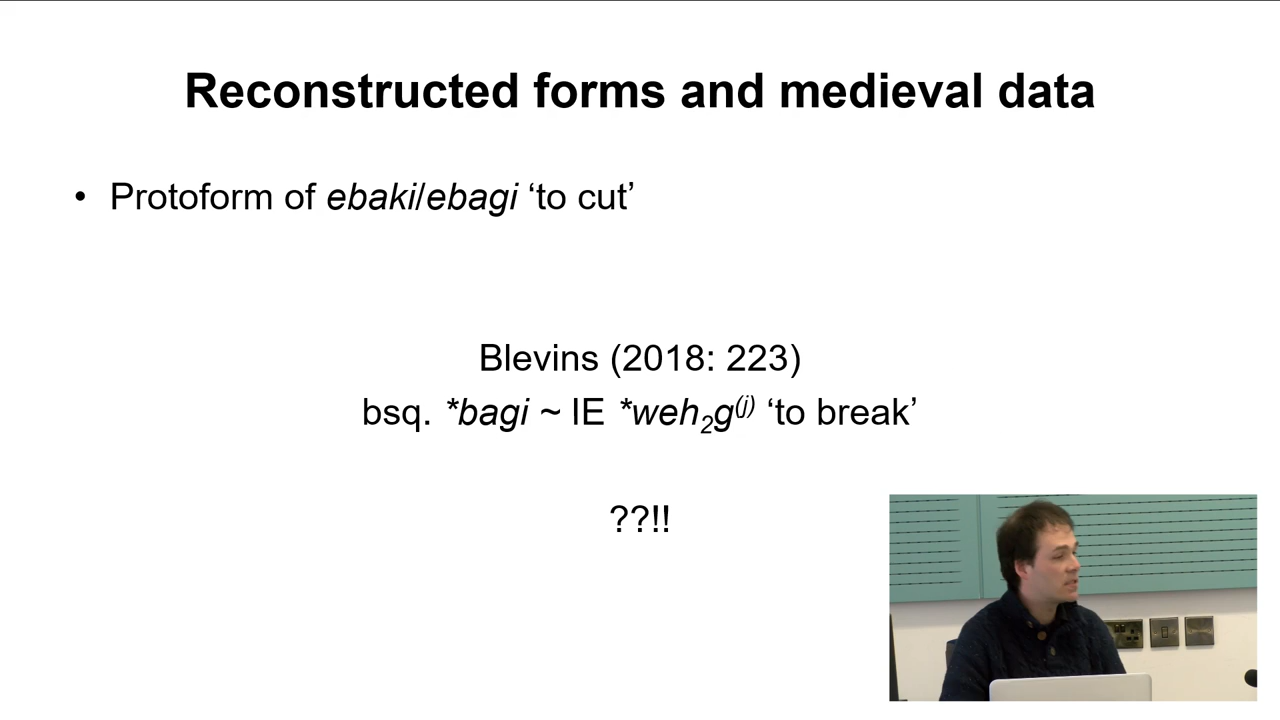 Reconstructed forms and medieval data
• Protoform of ebaki/ebagi ‘to cut’
Blevins (2018: 223)
bsq. *bagi ~ IE *weh₂g⁽ʲ⁾ ‘to break’
??!!